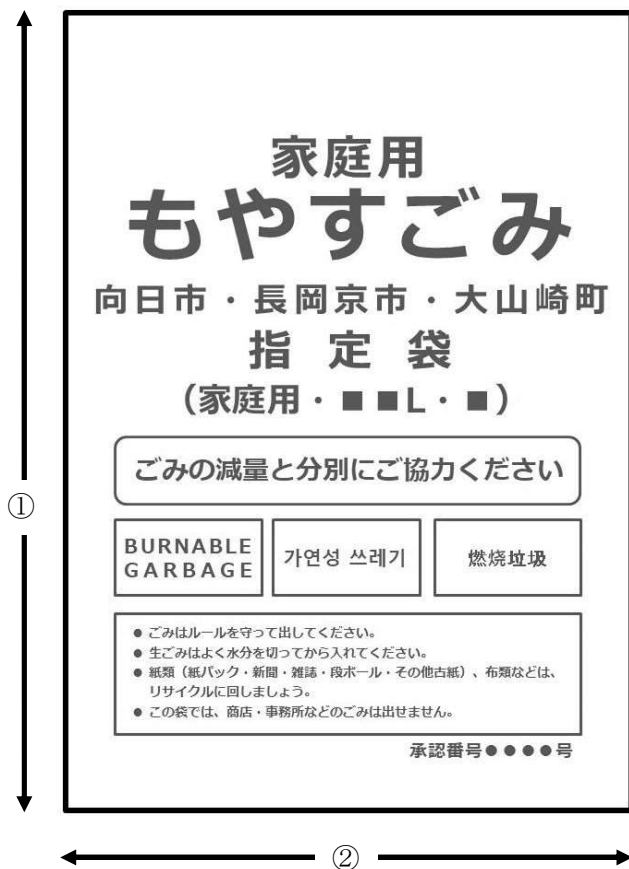 家庭用
もやすごみ
向日市・長岡京市・大山崎町
指定袋
（家庭用・■■L・■）
ごみの減量と分別にご協力ください
BURNABLE
GARBAGE
가연성 쓰레기
燃烧垃圾
● ごみはルールを守って出してください。
● 生ごみはよく水分を切ってから入れてください。
● 紙類（紙パック・新聞・雑誌・段ボール・その他古紙）、布類などは、
リサイクルに回しましょう。
● この袋では、商店・事務所などのごみは出せません。
承認番号●●●●号
①
②